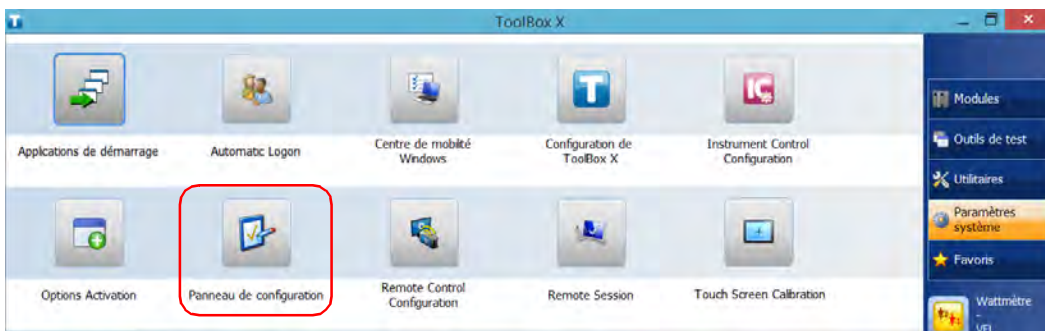 ToolBox X
Applications de démarrage
Automatic Logon
Centre de mobilité
Windows
Configuration de
ToolBox X
Instrument Control
Configuration
Options Activation
Panneau de configuration
Remote Control
Configuration
Remote Session
Touch Screen Calibration
Modules
Outils de test
Utilitaires
Paramètres
système
Favoris
Wattmètre
-
VFL